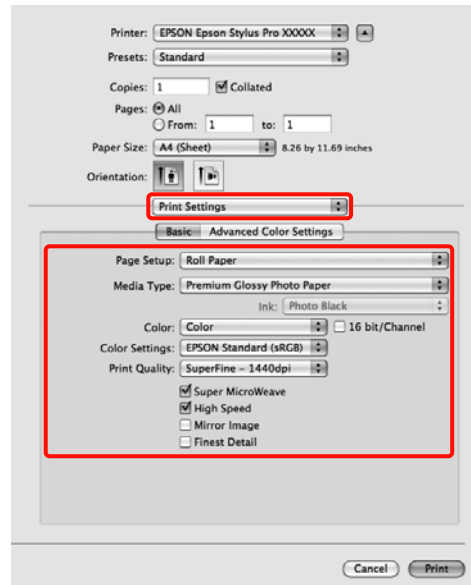 Printer: EPSON Epson Stylus Pro XXXXX
Presets: Standard
Copies: 1 Collated
Pages: All
From: 1 to: 1
Paper Size: A4 (Sheet) 8.26 by 11.69 inches
Orientation:
Print Settings
Basic Advanced Color Settings
Page Setup: Roll Paper
Media Type: Premium Glossy Photo Paper
Ink: Photo Black
Color: Color 16 bit/Channel
Color Settings: EPSON Standard (sRGB)
Print Quality: SuperFine – 1440dpi
Super MicroWeave
High Speed
Mirror Image
Finest Detail
Cancel Print